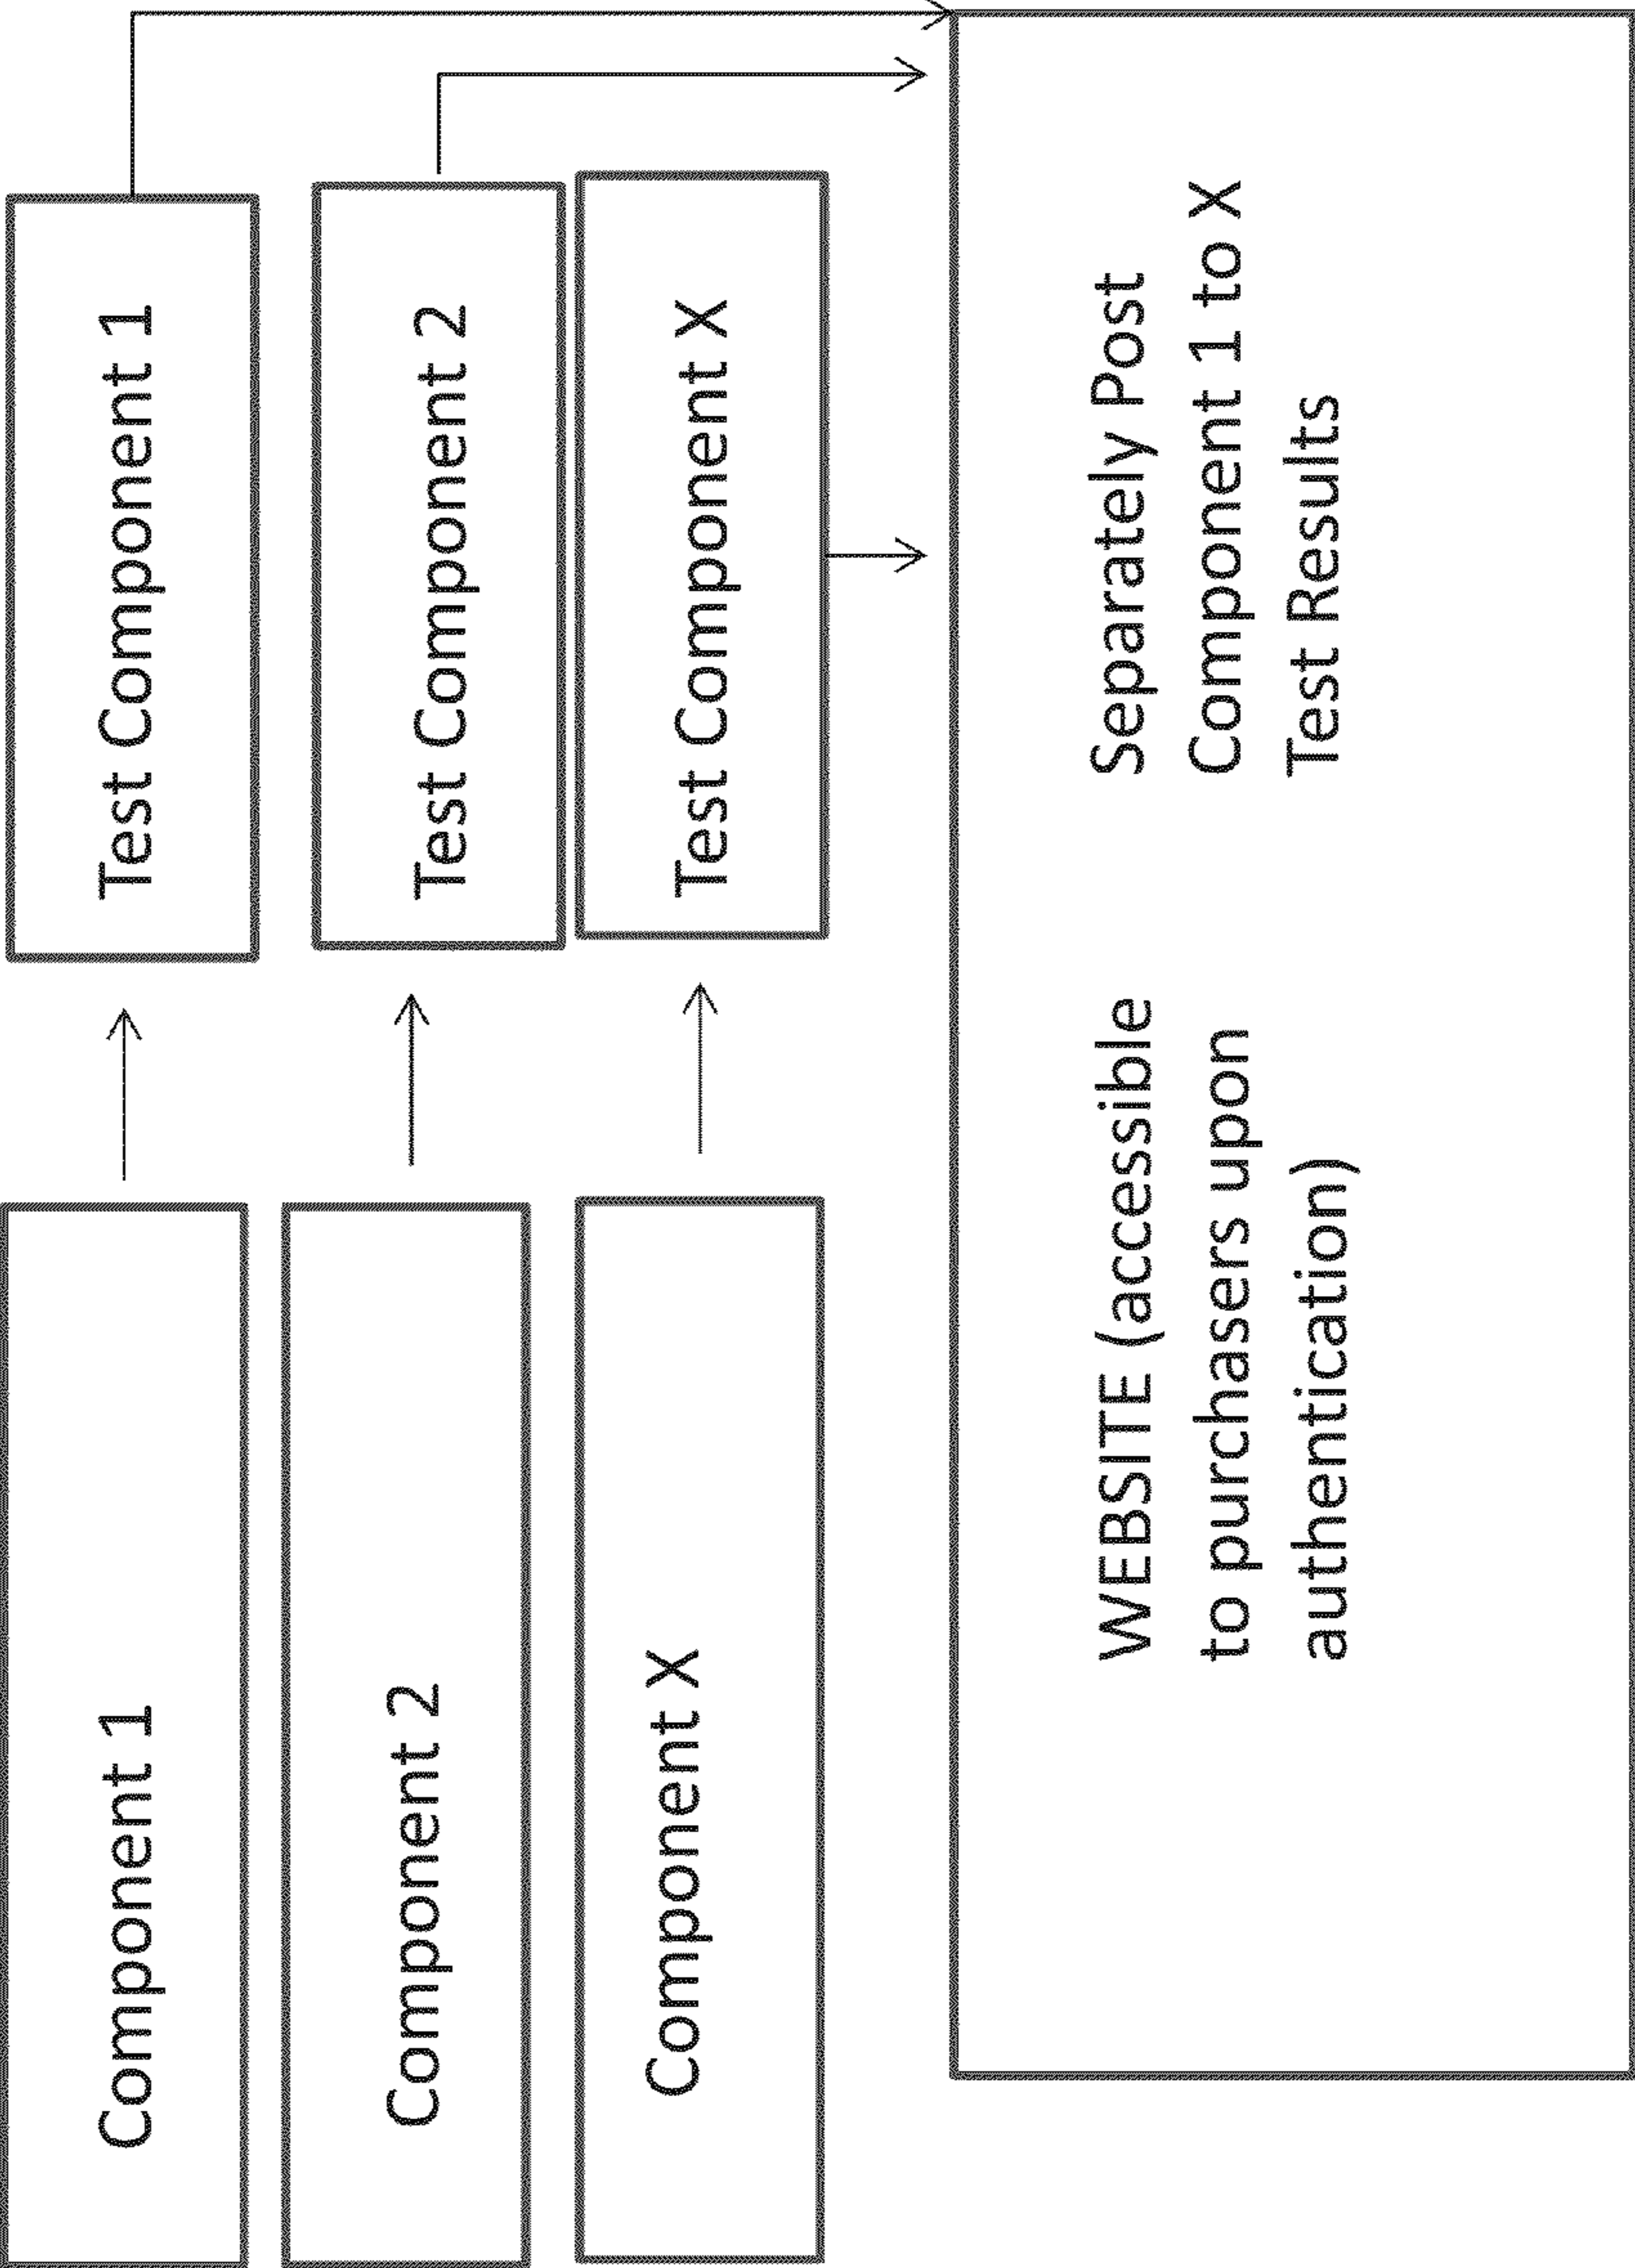 Component 1
Test Component 1
Component 2
Test Component 2
Component X
Test Component X
WEBSITE (accessible
to purchasers upon
authentication)
Separately Post
Component 1 to X
Test Results